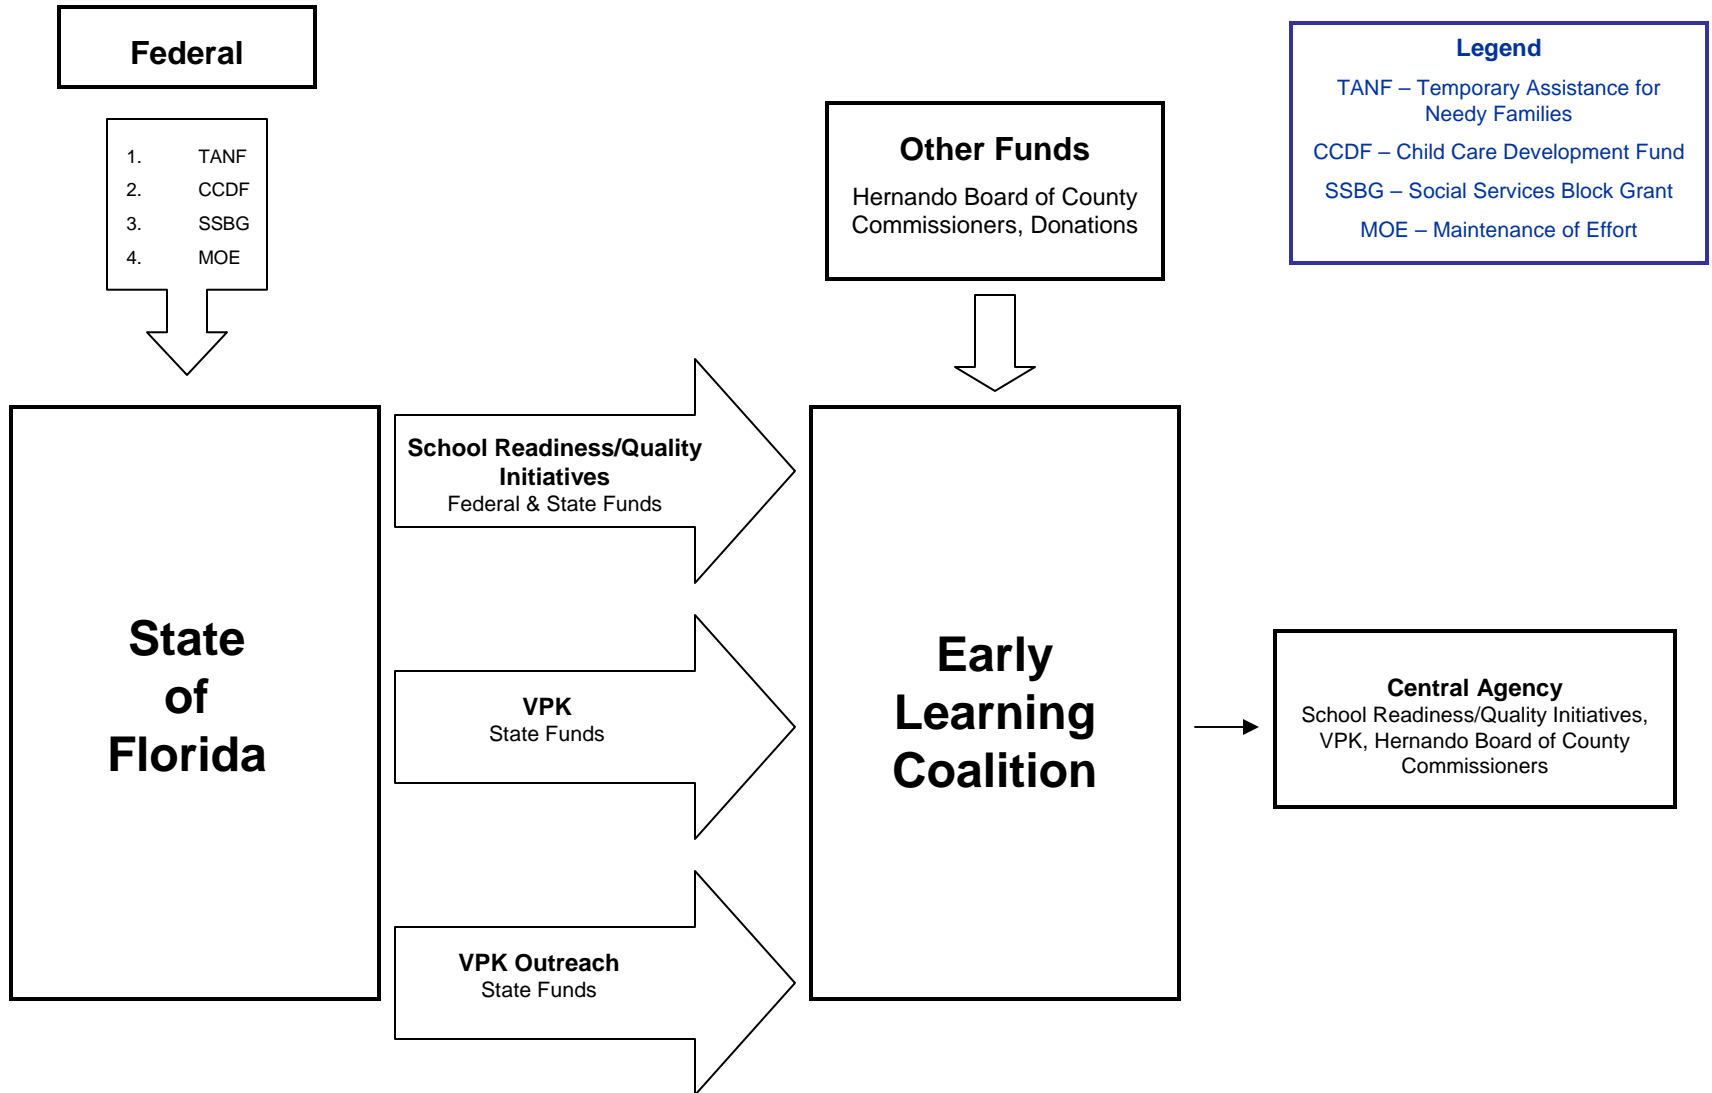 Federal
1. TANF
2. CCDF
3. SSBG
4. MOE
Other Funds
Hernando Board of County
Commissioners, Donations
Legend
TANF – Temporary Assistance for
Needy Families
CCDF – Child Care Development Fund
SSBG – Social Services Block Grant
MOE – Maintenance of Effort
State
of
Florida
School Readiness/Quality
Initiatives
Federal & State Funds
VPK
State Funds
VPK Outreach
State Funds
Early
Learning
Coalition
Central Agency
School Readiness/Quality Initiatives,
VPK, Hernando Board of County
Commissioners